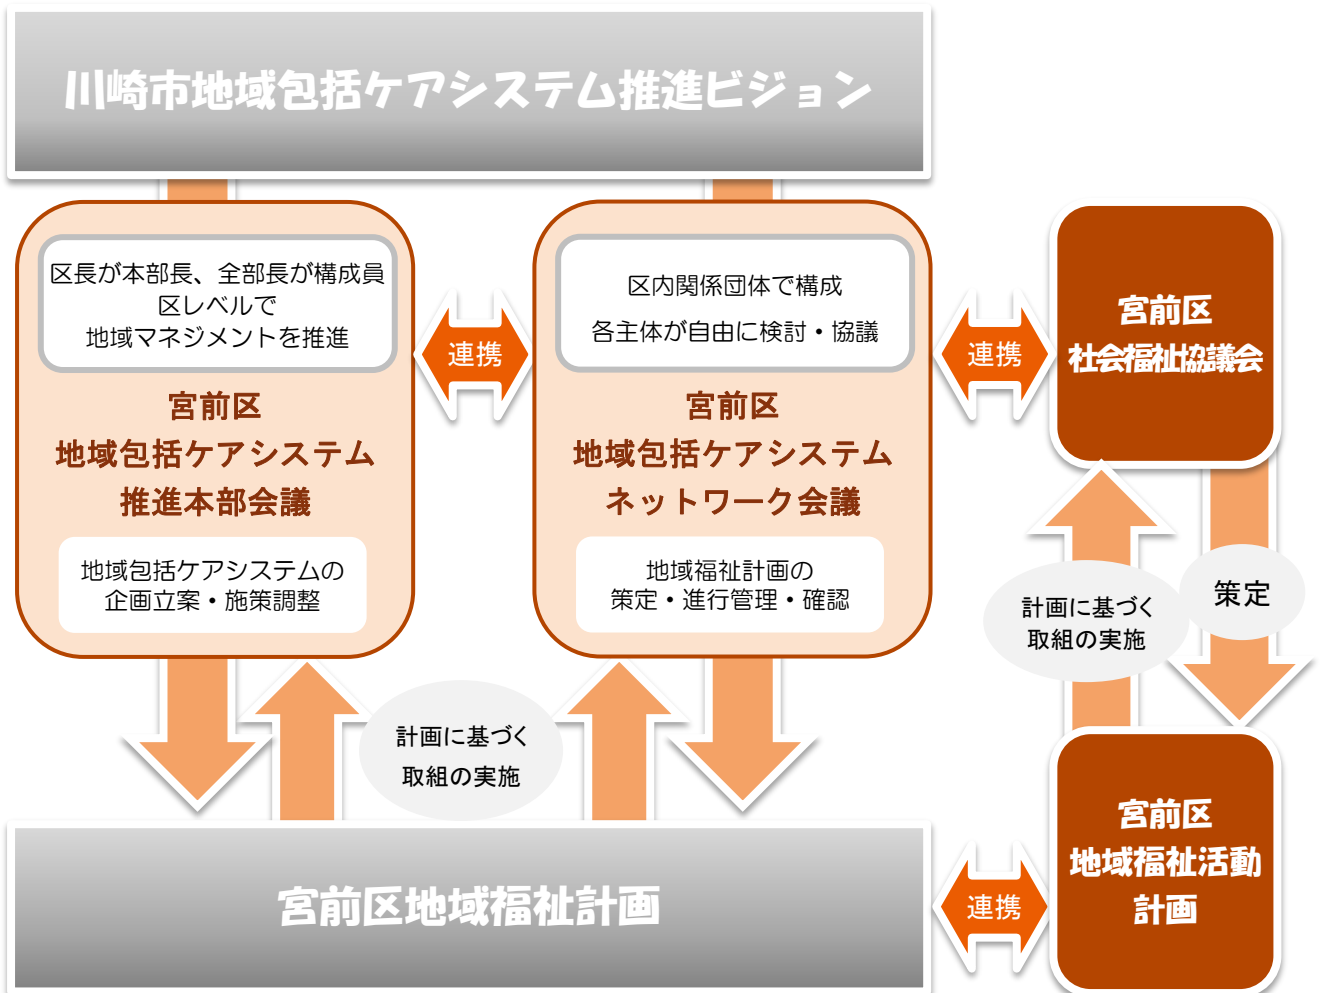 川崎市地域包括ケアシステム推進ビジョン
区長が本部長、全部長が構成員
区レベルで
地域マネジメントを推進
宮前区
地域包括ケアシステム
推進本部会議
地域包括ケアシステムの
企画立案・施策調整
連携
区内関係団体で構成
各主体が自由に検討・協議
宮前区
地域包括ケアシステム
ネットワーク会議
地域福祉計画の
策定・進行管理・確認
連携
宮前区
社会福祉協議会
計画に基づく
取組の実施
策定
計画に基づく
取組の実施
宮前区地域福祉計画
連携
宮前区
地域福祉活動
計画